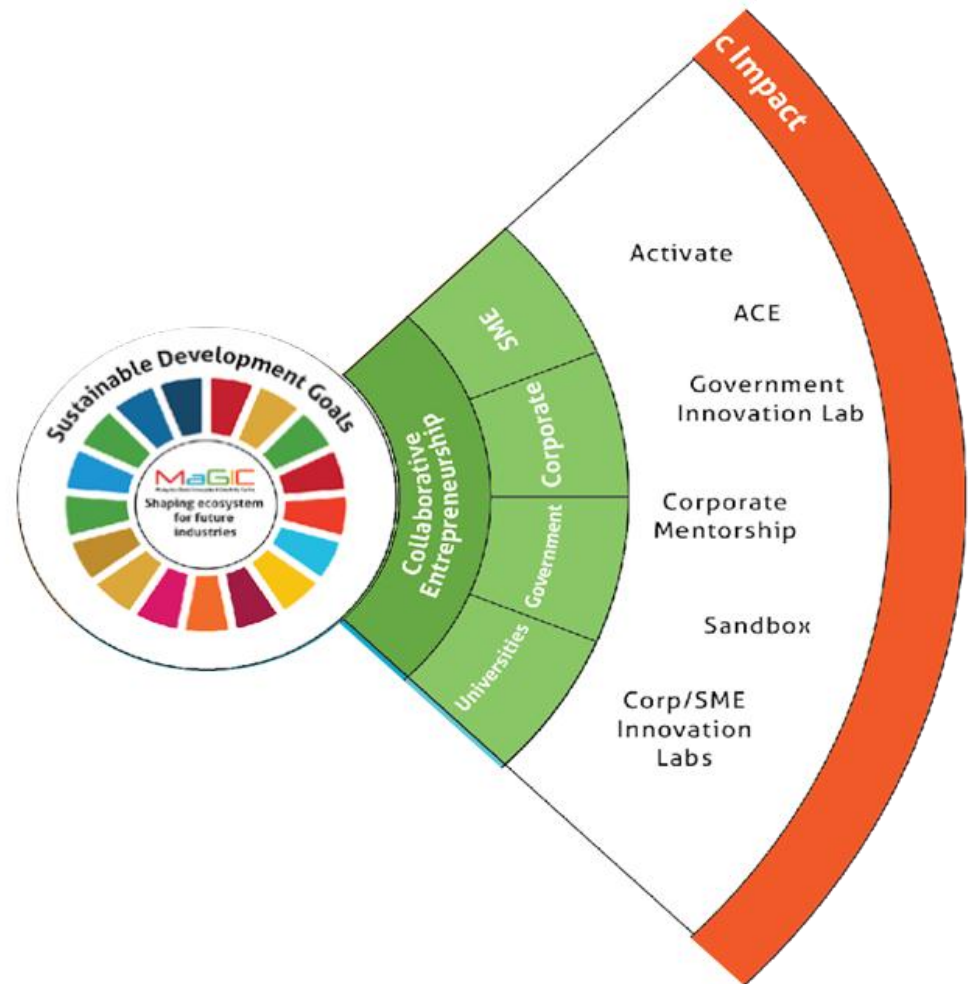 c Impact
Activate
ACE
Government
Innovation Lab
Corporate
Mentorship
Sandbox
Corp/SME
Innovation
Labs
SME
Corporate
Government
Universities
Collaborative
Entrepreneurship
Sustainable Development Goals
MaGIC
Shaping ecosystem
for future
industries